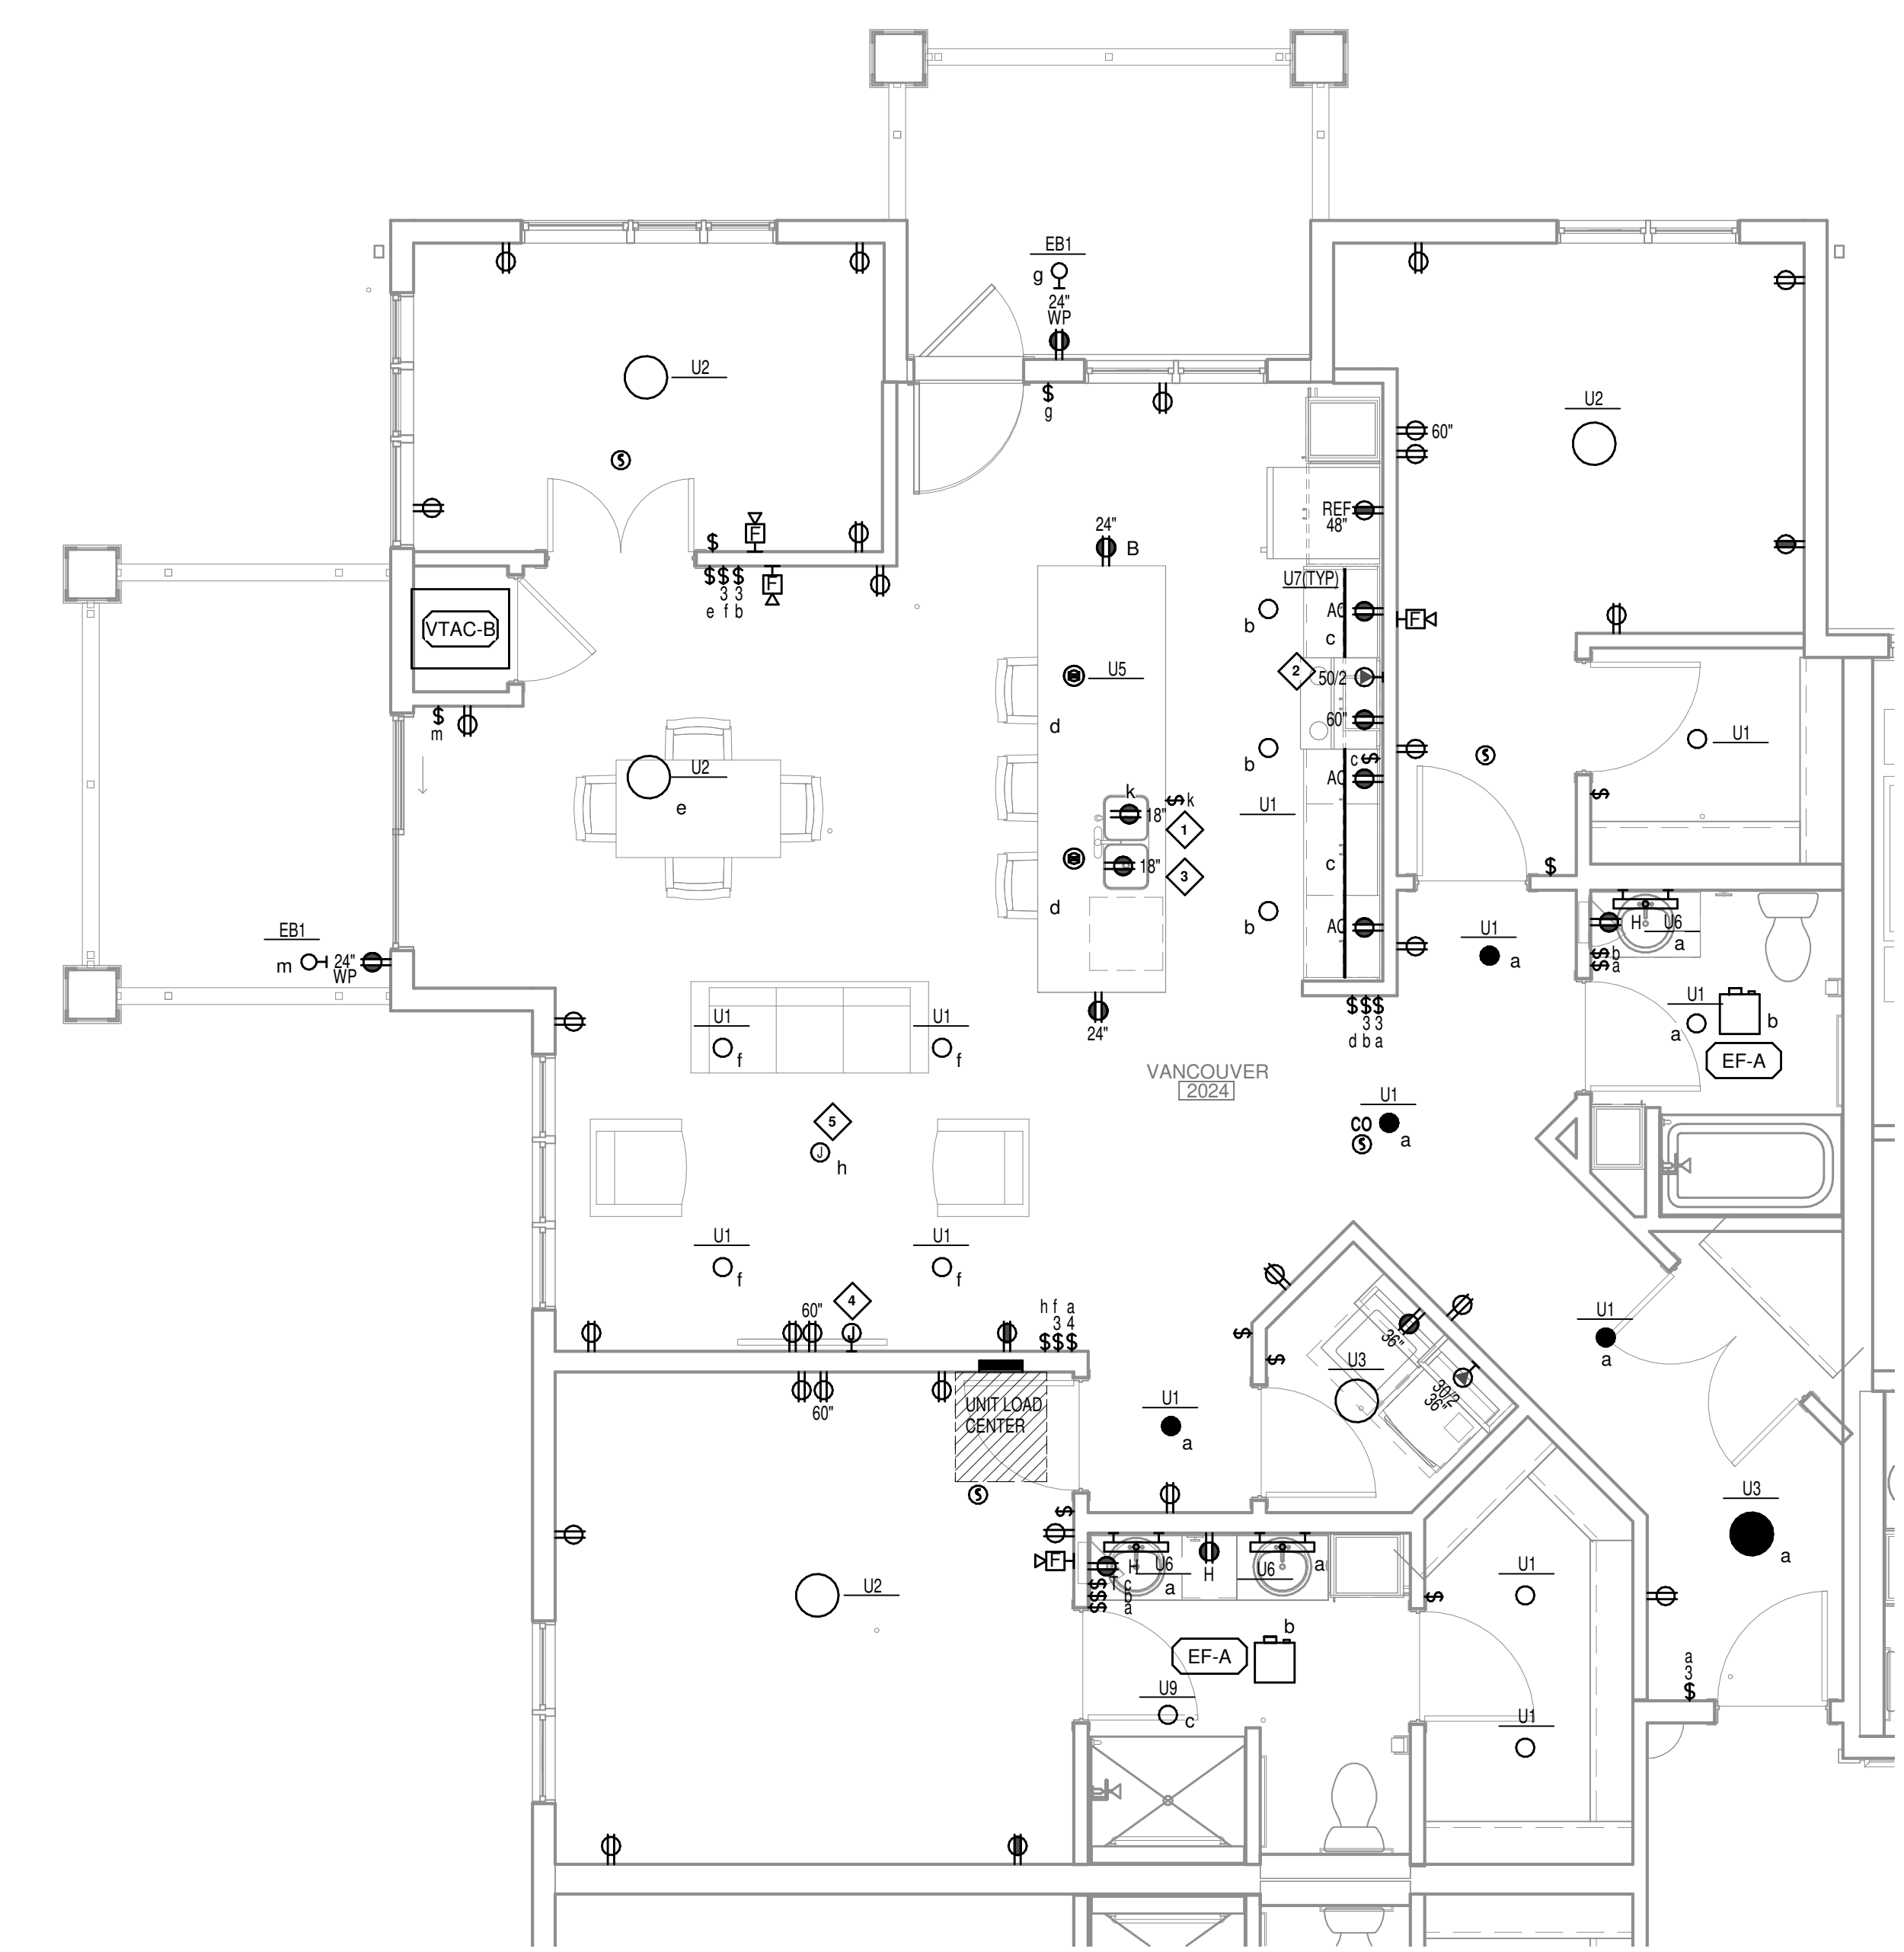 EB1
g
24"
WP
U2
$
g
U2
60"
REF
48"
24"
B
F
$
F
$ $ $
3 3
e f b
VTAC-B
U7(TYP)
AC
b
c
F
2
50/2
U5
d
60"
$
m
U1
b
c $
AC
U2
e
k
$ k
18"
1
U1
$
18"
3
c
$
d
b
AC
EB1
m
24"
WP
U1
a
H
U6
a
$ b
$ a
U1
a
b
EF-A
24"
$ $ $
3 3
d b a
U1
f
U1
f
VANCOUVER
2024
U1
CO
a
5
J
h
U1
f
U1
f
4
60"
J
h f a
3 4
$ $ $
$
$
36"
U3
30/2
36"
U1
a
60"
UNIT LOAD
CENTER
U1
a
U3
a
$
F
H
U6
a
T
$ c
$ b
$ a
H
U6
a
$
U1
U2
b
EF-A
U9
c
a
3
$
U1